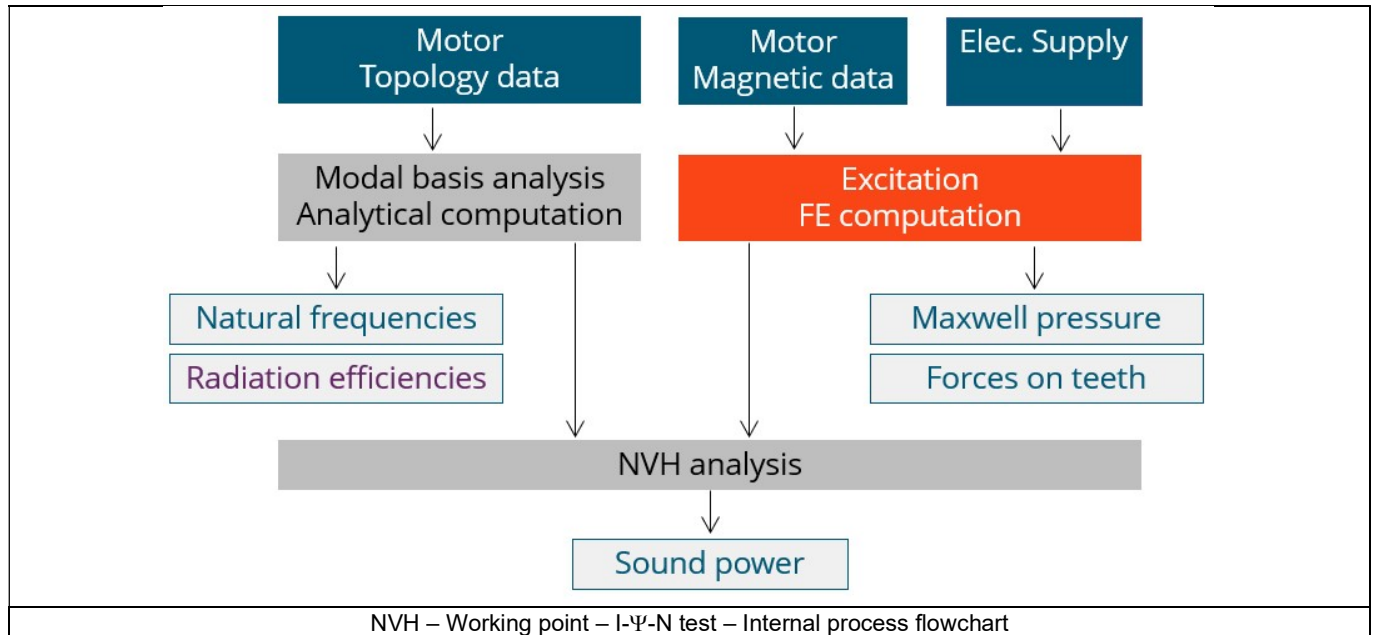 Motor
Topology data
Motor
Magnetic data
Elec. Supply
Modal basis analysis
Analytical computation
Excitation
FE computation
Natural frequencies
Radiation efficiencies
Maxwell pressure
Forces on teeth
NVH analysis
Sound power
NVH – Working point – I-Ψ-N test – Internal process flowchart